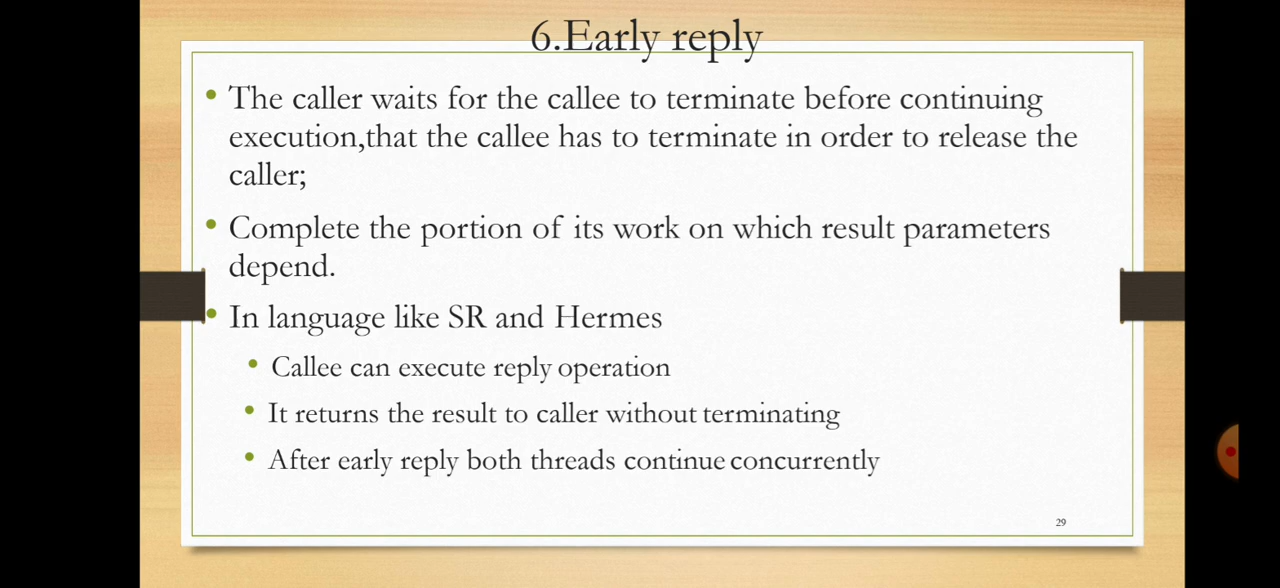 6.Early reply
The caller waits for the callee to terminate before continuing
execution,that the callee has to terminate in order to release the
caller;
Complete the portion of its work on which result parameters
depend.
In language like SR and Hermes
Callee can execute reply operation
It returns the result to caller without terminating
After early reply both threads continue concurrently
29